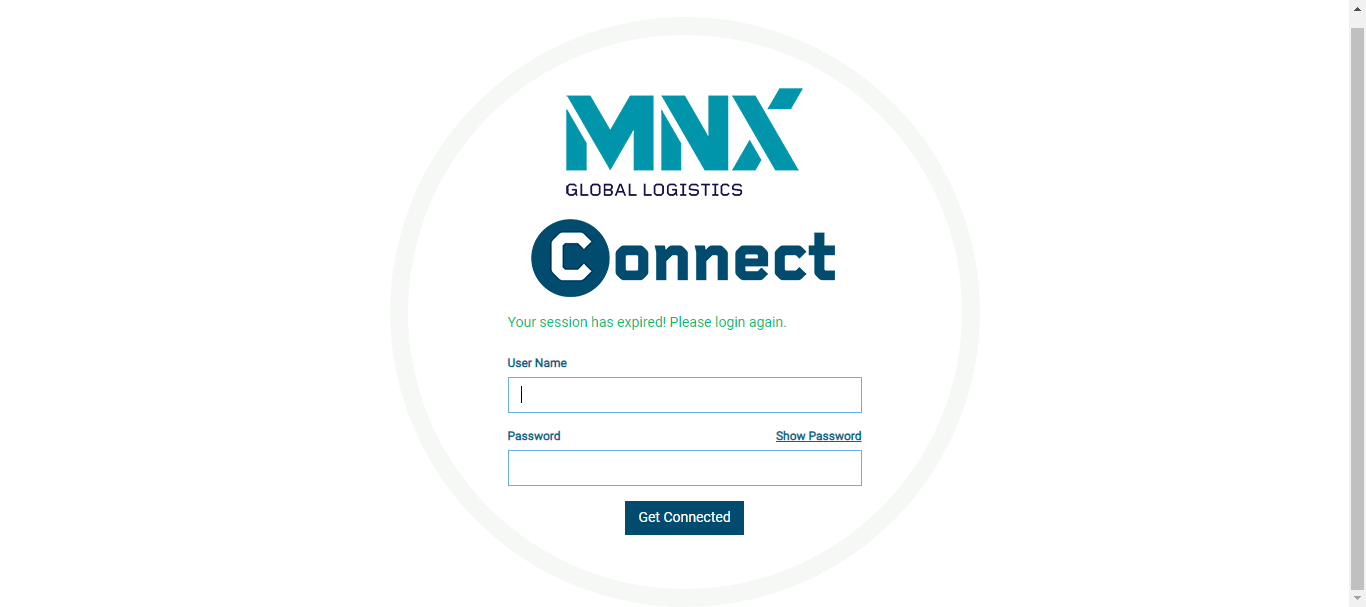 MNX
GLOBAL LOGISTICS
Connect
Your session has expired! Please login again.
User Name
Password
Show Password
Get Connected